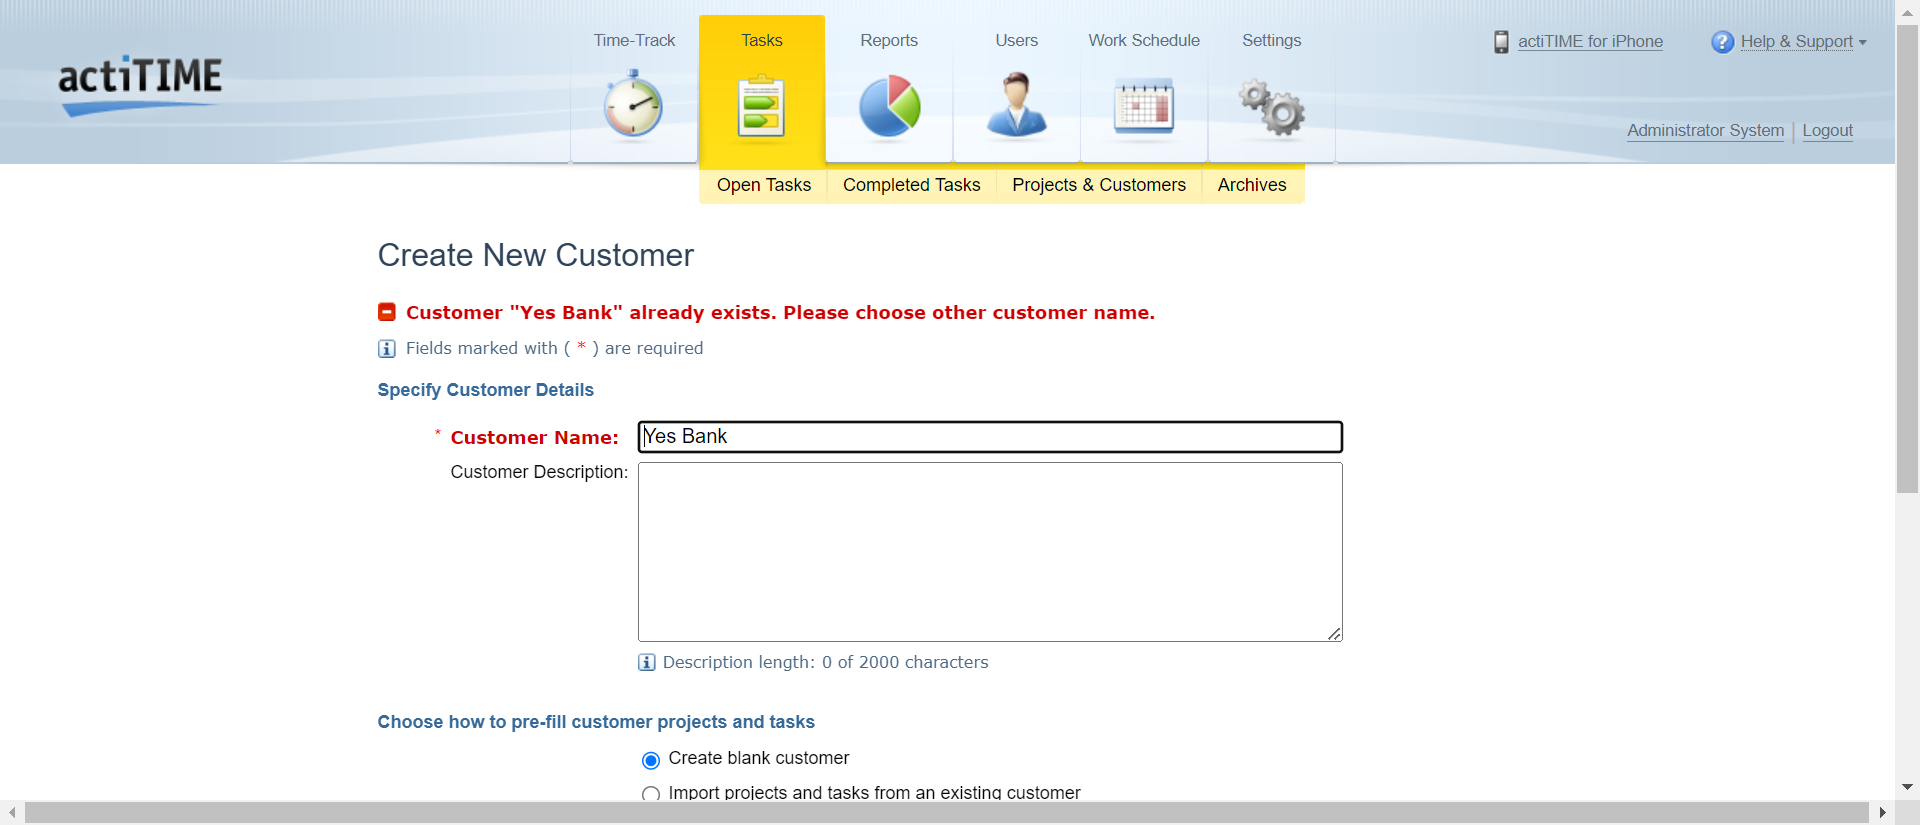 Time-Track
Tasks
Reports
Users
Work Schedule
Settings
actiTIME for iPhone
Help & Support
actiTIME
Administrator System
Logout
Open Tasks
Completed Tasks
Projects & Customers
Archives
Create New Customer
Customer "Yes Bank" already exists. Please choose other customer name.
Fields marked with ( * ) are required
Specify Customer Details
* Customer Name:
Yes Bank
Customer Description:
Description length: 0 of 2000 characters
Choose how to pre-fill customer projects and tasks
Create blank customer
Import projects and tasks from an existing customer